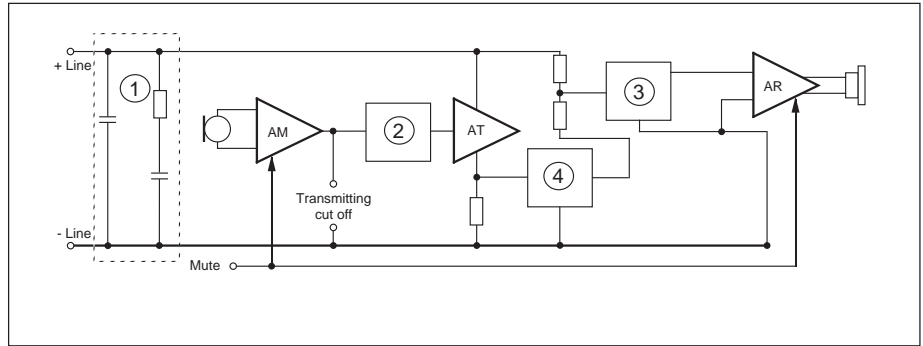 + Line
1
AM
2
AT
3
AR
4
Transmitting
cut off
- Line
Mute